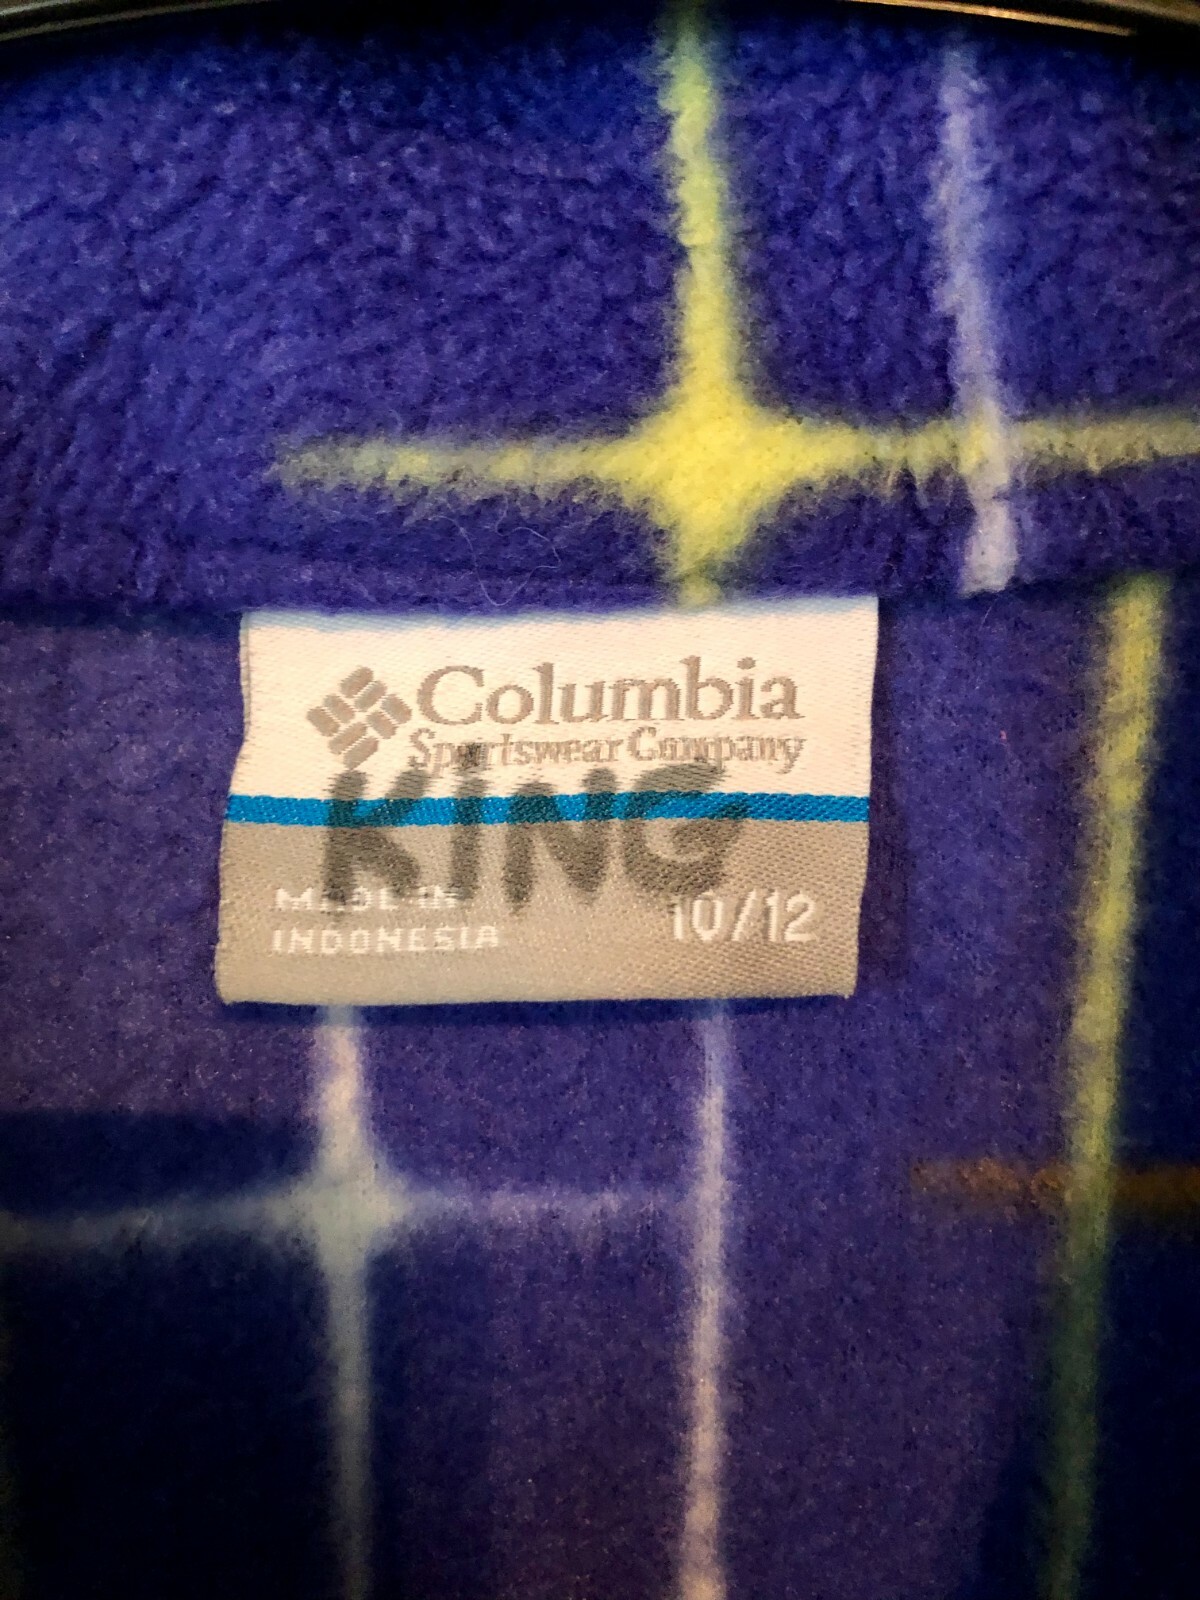 Columbia
Sportswear Company
KING
MADE IN
INDONESIA
10/12